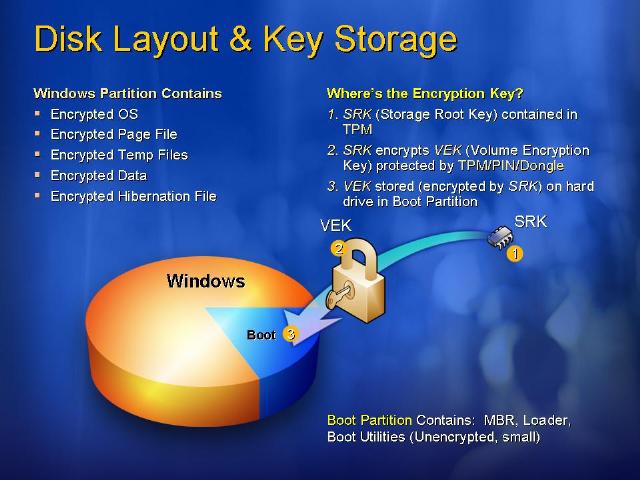 Disk Layout & Key Storage
Windows Partition Contains
Encrypted OS
Encrypted Page File
Encrypted Temp Files
Encrypted Data
Encrypted Hibernation File
Where's the Encryption Key?
1. SRK (Storage Root Key) contained in
TPM
2. SRK encrypts VEK (Volume Encryption
Key) protected by TPM/PIN/Dongle
3. VEK stored (encrypted by SRK) on hard
drive in Boot Partition
VEK
SRK
2
1
Windows
Boot
3
Boot Partition Contains: MBR, Loader,
Boot Utilities (Unencrypted, small)